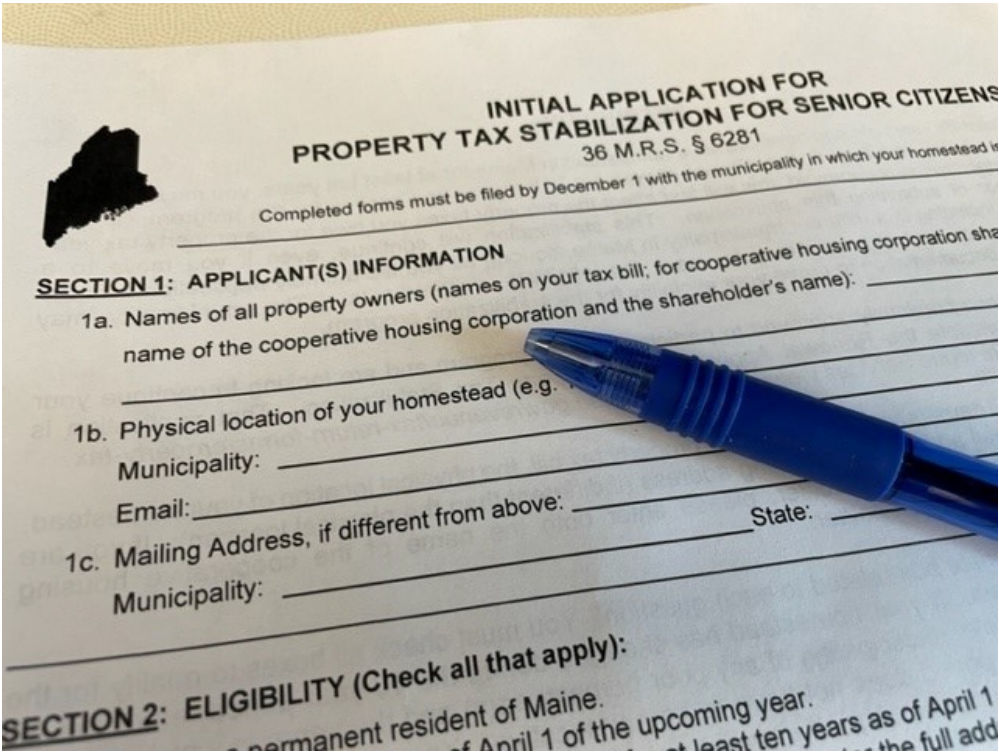 INITIAL APPLICATION FOR
PROPERTY TAX STABILIZATION FOR SENIOR CITIZENS
36 M.R.S. § 6281
Completed forms must be filed by December 1 with the municipality in which your homestead
SECTION 1: APPLICANT(S) INFORMATION
1a. Names of all property owners (names on your tax bill; for cooperative housing corporation
name of the cooperative housing corporation and the shareholder's name):
1b. Physical location of your homestead (e.g.
Municipality:
Email:
1c. Mailing Address, if different from above:
Municipality: State:
SECTION 2: ELIGIBILITY (Check all that apply):
permanent resident of Maine.
of April 1 of the upcoming year.
least ten years as of April 1
the full